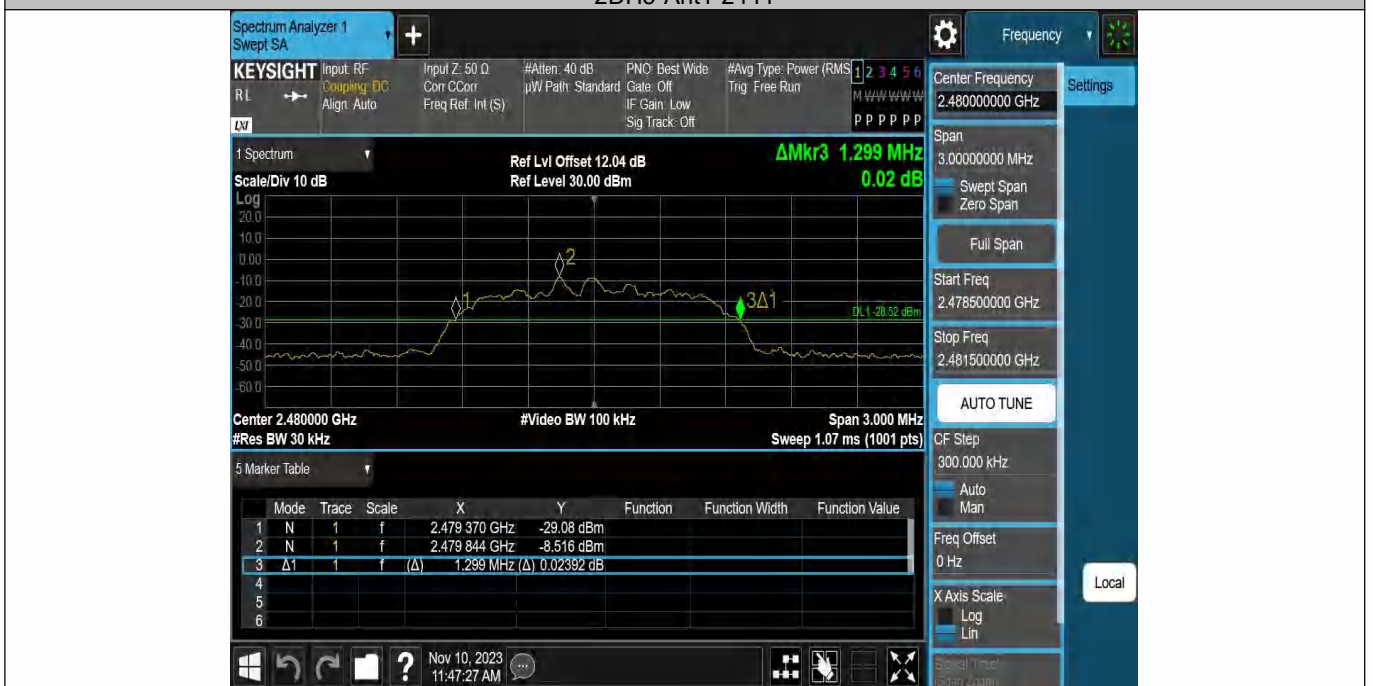 Spectrum Analyzer 1
Swept SA
+
Frequency
KEYSIGHT
RL
LXI
Input: RF
Coupling: DC
Align: Auto
Input Z: 50 Ω
Corr CCorr
Freq Ref: Int (S)
#Atten: 40 dB
µW Path: Standard
PNO: Best Wide
Gate: Off
IF Gain: Low
Sig Track: Off
#Avg Type: Power (RMS
Trig: Free Run
1 2 3 4 5 6
M W W W W W
P P P P P P
1 Spectrum
Scale/Div 10 dB
Ref Lvl Offset 12.04 dB
Ref Level 30.00 dBm
ΔMkr3 1.299 MHz
0.02 dB
Log
20.0
10.0
0.00
-10.0
-20.0
-30.0
-40.0
-50.0
-60.0
1
2
3Δ1
DL1 -28.52 dBm
Center 2.480000 GHz
#Res BW 30 kHz
#Video BW 100 kHz
Span 3.000 MHz
Sweep 1.07 ms (1001 pts)
5 Marker Table
Mode Trace Scale X Y Function Function Width Function Value
1 N 1 f 2.479 370 GHz -29.08 dBm
2 N 1 f 2.479 844 GHz -8.516 dBm
3 Δ1 1 f (Δ) 1.299 MHz (Δ) 0.02392 dB
4
5
6
?
Nov 10, 2023
11:47:27 AM
Center Frequency
2.480000000 GHz
Settings
Span
3.00000000 MHz
Swept Span
Zero Span
Full Span
Start Freq
2.478500000 GHz
Stop Freq
2.481500000 GHz
AUTO TUNE
CF Step
300.000 kHz
Auto
Man
Freq Offset
0 Hz
X Axis Scale
Log
Lin
Local